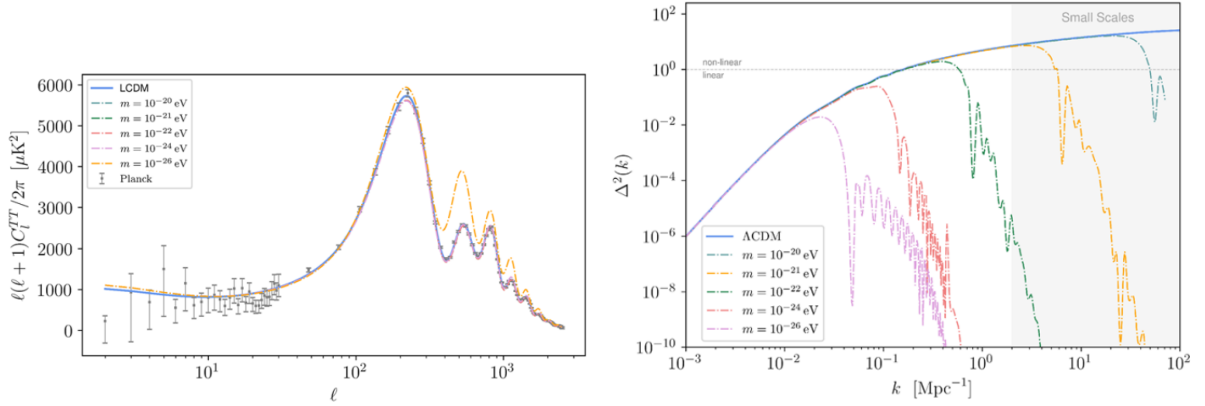 6000
5000
4000
3000
2000
1000
0
ℓ(ℓ + 1)C_l^{TT}/2π [μK²]
LCDM
m = 10⁻²⁰ eV
m = 10⁻²¹ eV
m = 10⁻²² eV
m = 10⁻²⁴ eV
m = 10⁻²⁶ eV
Planck
10¹
10²
10³
ℓ
10²
10⁰
10⁻²
10⁻⁴
10⁻⁶
10⁻⁸
10⁻¹⁰
Δ²(k)
Small Scales
non-linear
linear
ΛCDM
m = 10⁻²⁰ eV
m = 10⁻²¹ eV
m = 10⁻²² eV
m = 10⁻²⁴ eV
m = 10⁻²⁶ eV
10⁻³
10⁻²
10⁻¹
10⁰
10¹
10²
k [Mpc⁻¹]